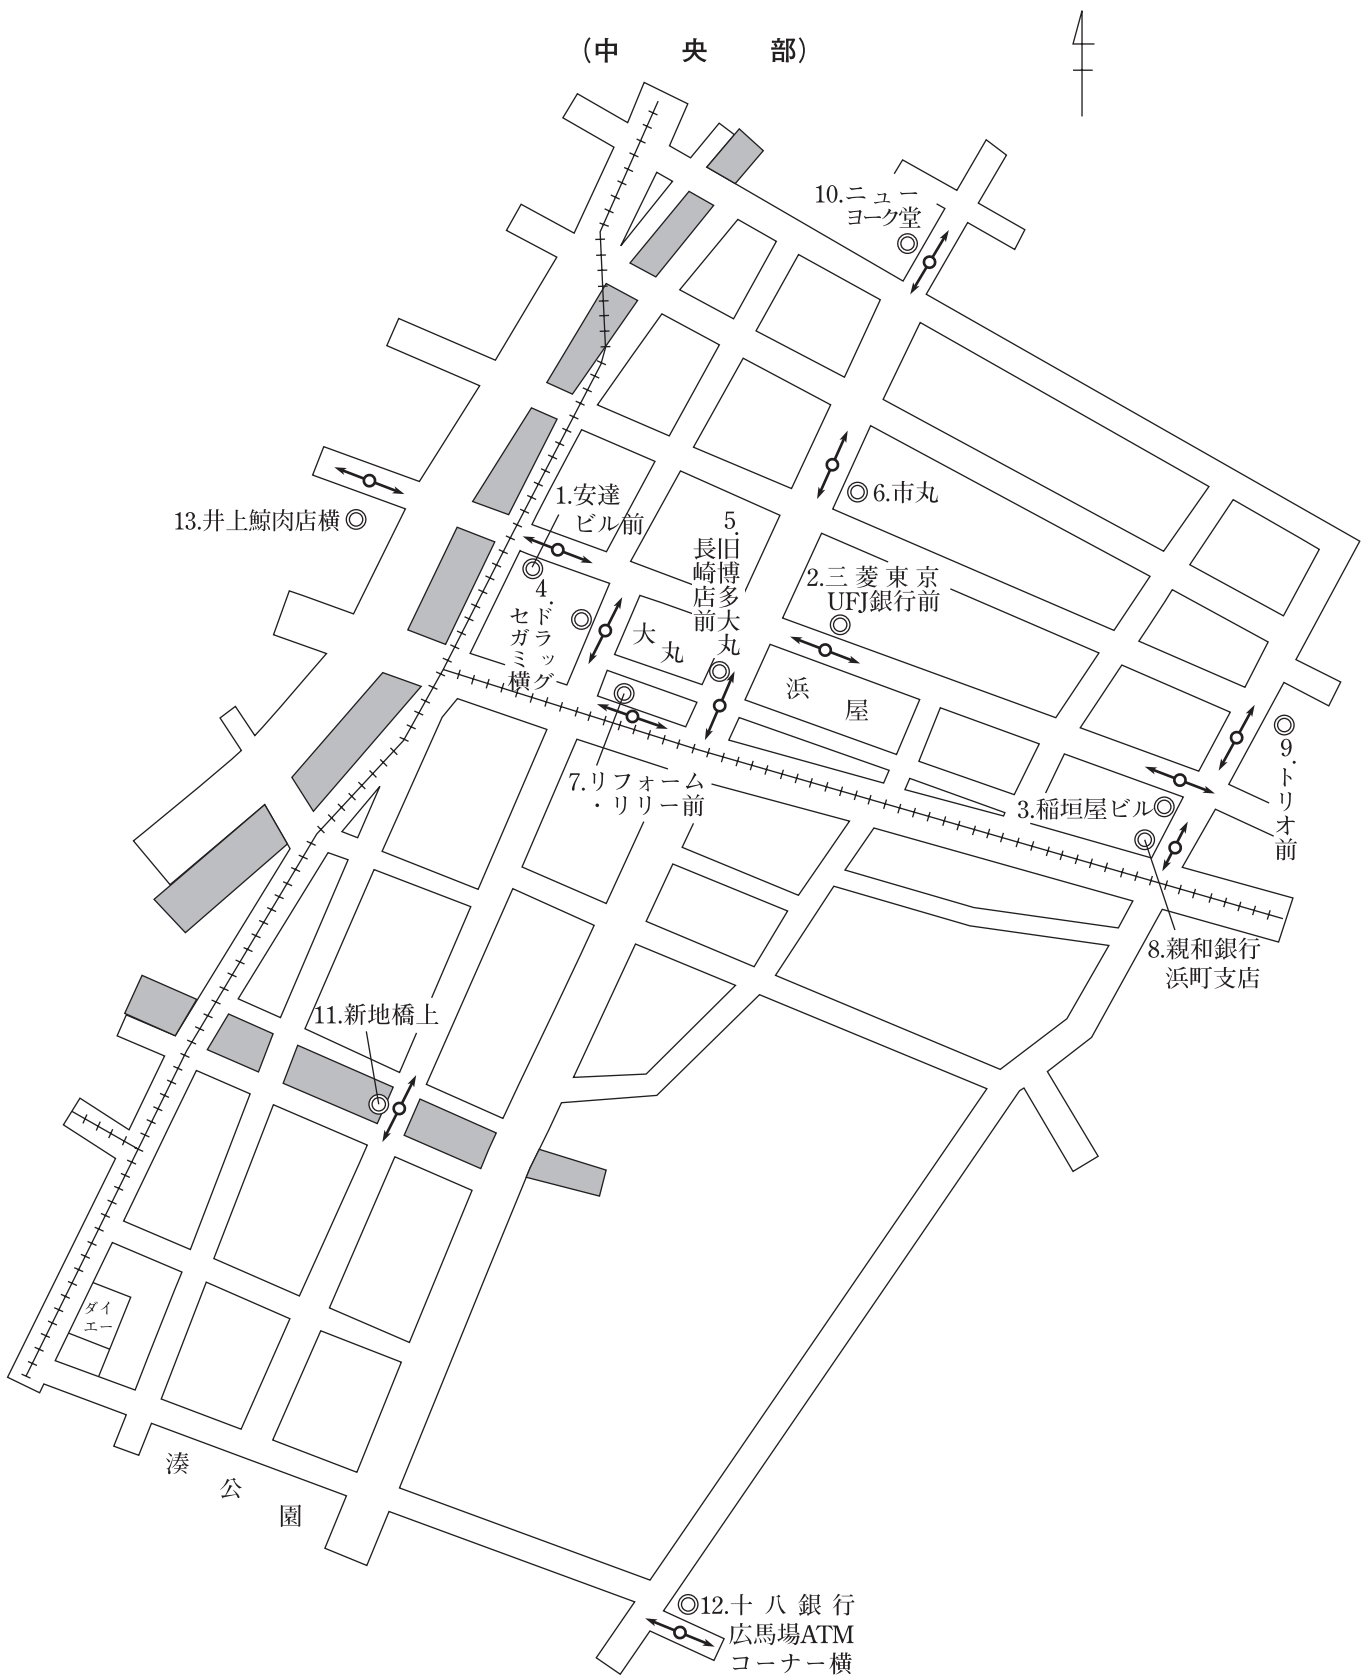 (中央部)
10.ニュー
ヨーク堂
13.井上鯨肉店横
1.安達
ビル前
6.市丸
5.旧博多大丸
長崎店前
2.三菱東京
UFJ銀行前
4.ドラッグ
セガミ横
大丸
浜屋
9.トリオ前
7.リフォーム
・リリー前
3.稲垣屋ビル
8.親和銀行
浜町支店
11.新地橋上
ダイ
エー
湊公園
12.十八銀行
広馬場ATM
コーナー横